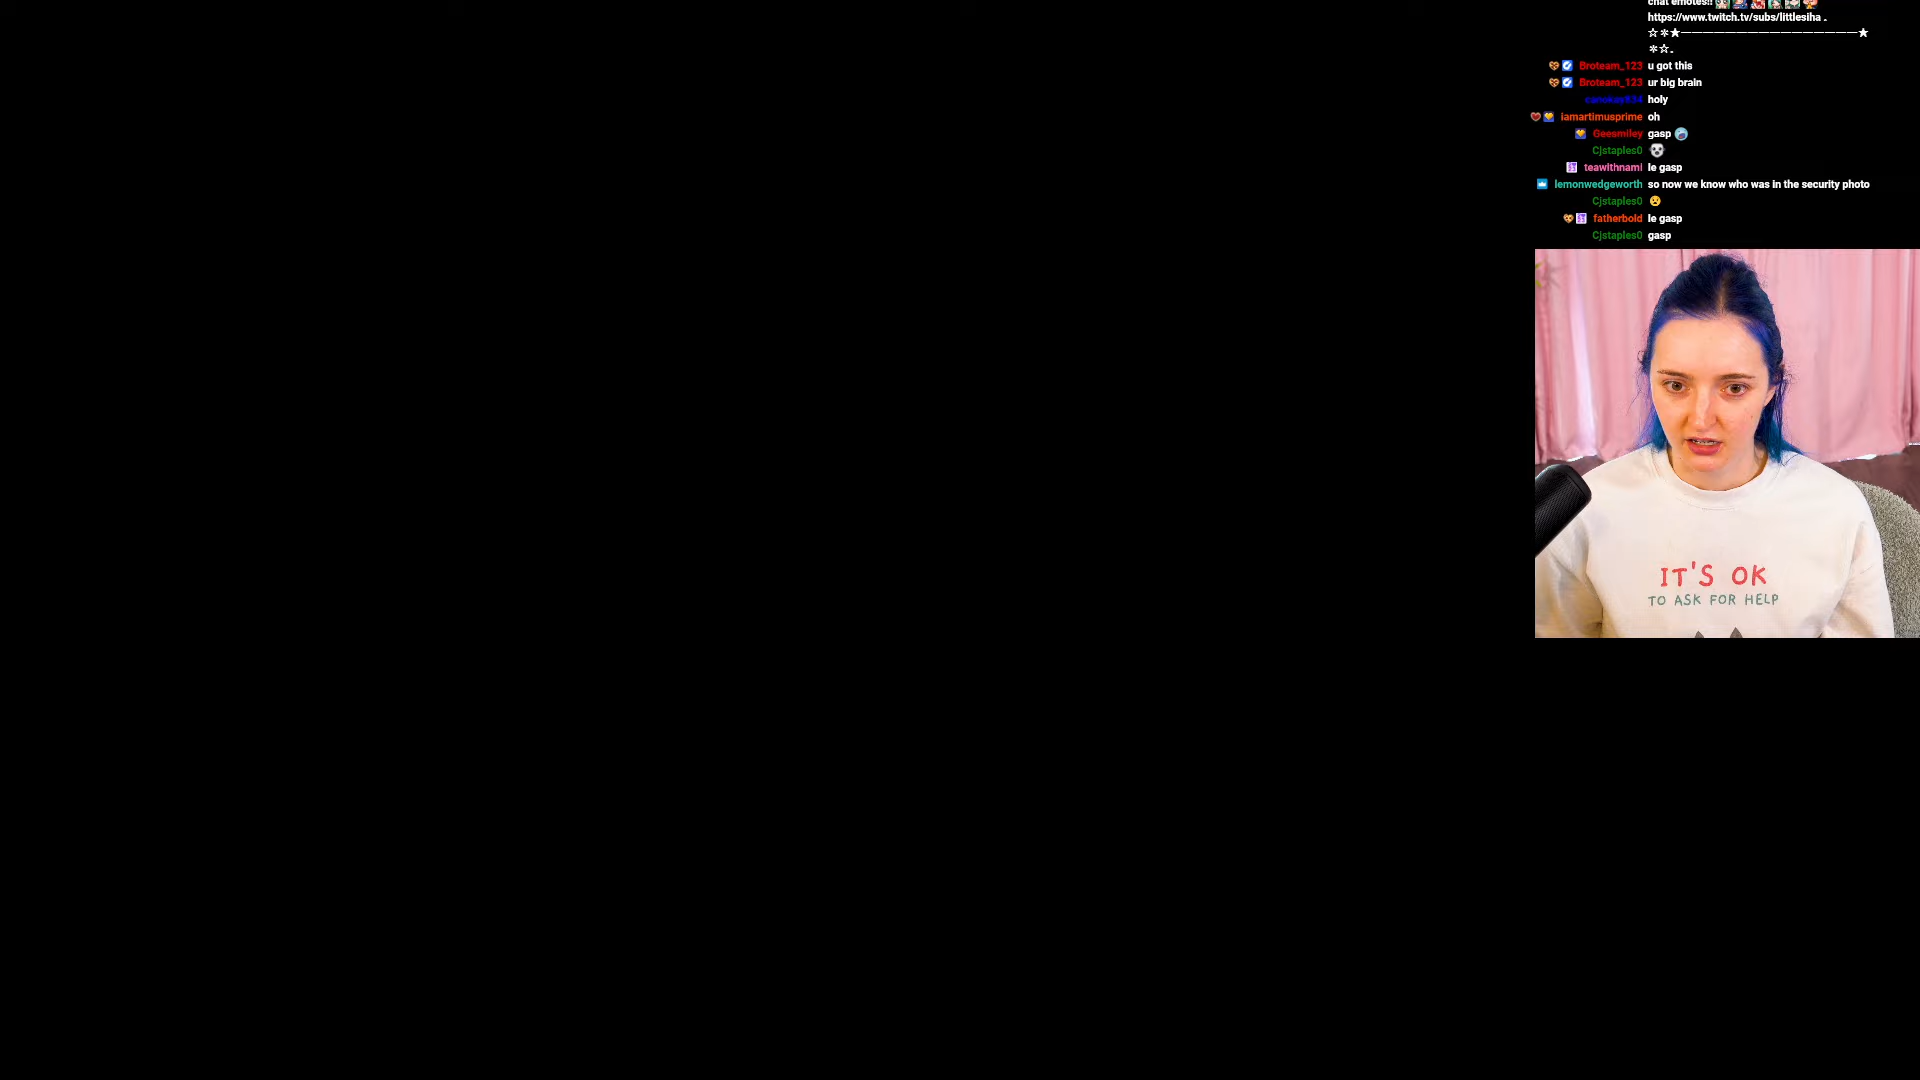 chat emotes!!
https://www.twitch.tv/subs/littlesiha .
☆✲★─────────────────★
✲☆.
Broteam_123 u got this
Broteam_123 ur big brain
holy
iamartimusprime oh
Geesmiley gasp
Cjstaples0
teawithnami le gasp
lemonwedgeworth so now we know who was in the security photo
Cjstaples0
fatherbold le gasp
Cjstaples0 gasp
IT'S OK
TO ASK FOR HELP